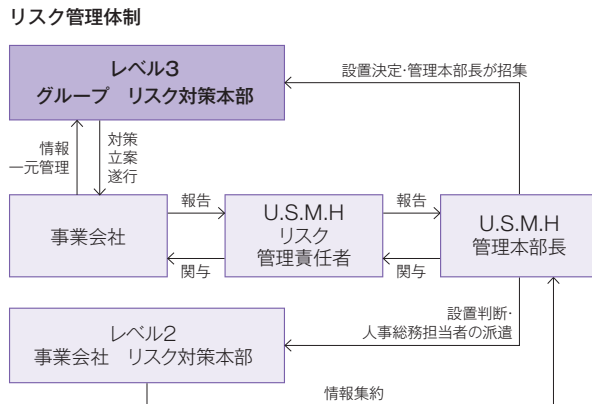 リスク管理体制
レベル3
グループ　リスク対策本部
設置決定・管理本部長が招集
情報
一元管理
対策
立案
遂行
事業会社
報告
関与
U.S.M.H
リスク
管理責任者
報告
関与
U.S.M.H
管理本部長
設置判断・
人事総務担当者の派遣
レベル2
事業会社　リスク対策本部
情報集約